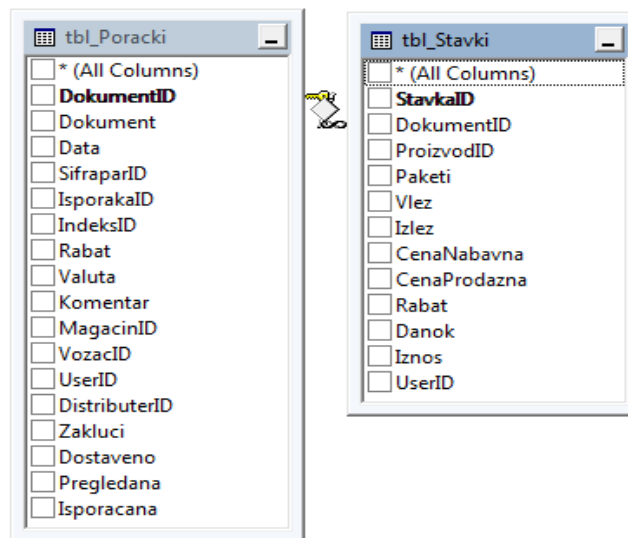 tbl_Poracki
* (All Columns)
DokumentID
Dokument
Data
SifraparID
IsporakaID
IndeksID
Rabat
Valuta
Komentar
MagacinID
VozacID
UserID
DistributerID
Zakluci
Dostaveno
Pregledana
Isporacana
tbl_Stavki
* (All Columns)
StavkaID
DokumentID
ProizvodID
Paketi
Vlez
Izlez
CenaNabavna
CenaProdazna
Rabat
Danok
Iznos
UserID